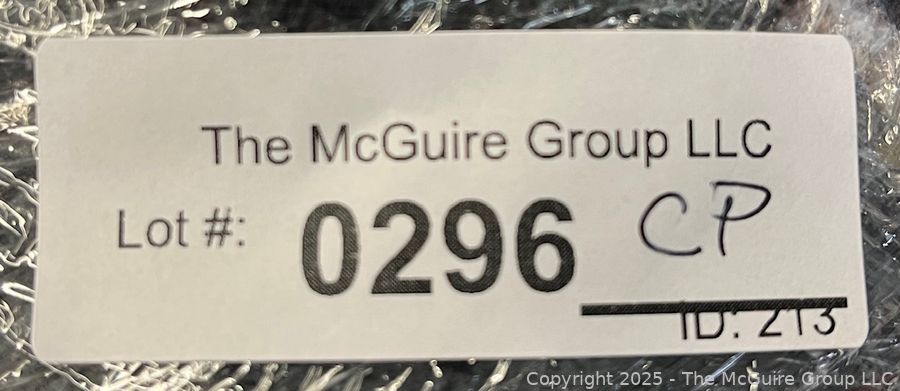 The McGuire Group LLC
Lot #: 0296 CP
ID: 213
Copyright 2025 - The McGuire Group LLC